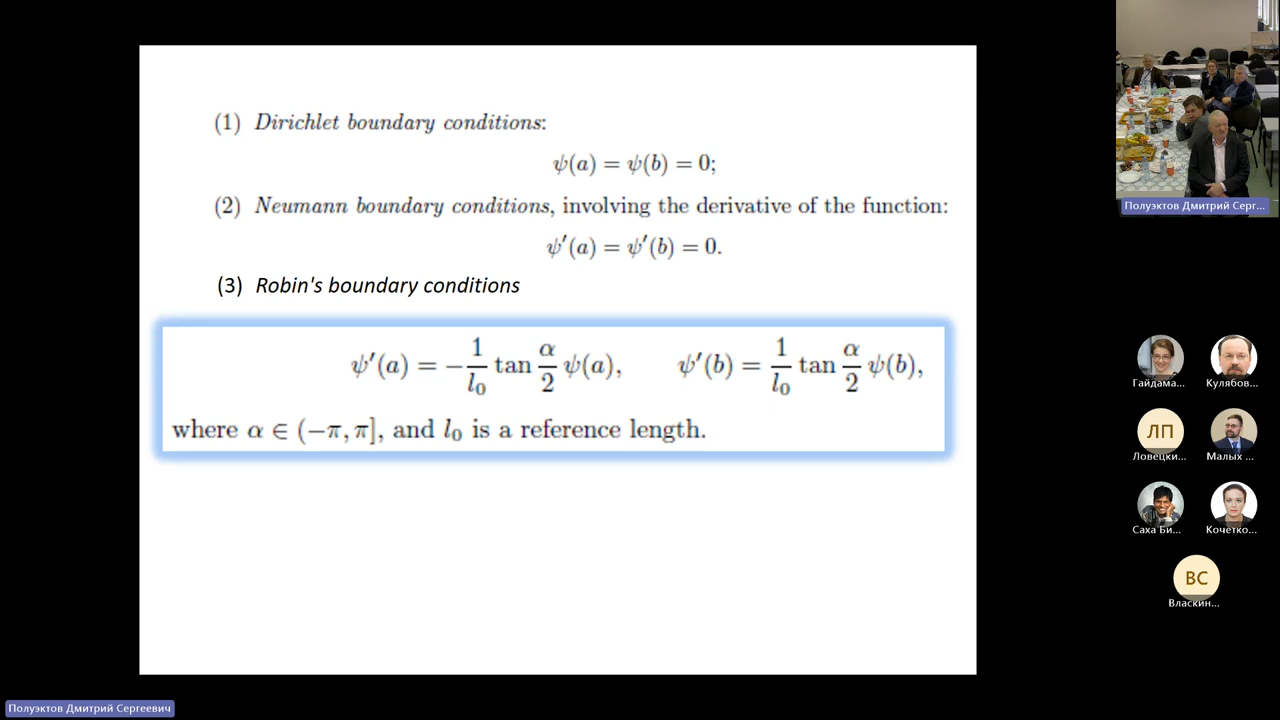 (1) Dirichlet boundary conditions:
ψ(a) = ψ(b) = 0;
(2) Neumann boundary conditions, involving the derivative of the function:
ψ′(a) = ψ′(b) = 0.
(3) Robin's boundary conditions
ψ′(a) = −1/l₀ tan α/2 ψ(a), ψ′(b) = 1/l₀ tan α/2 ψ(b),
where α ∈ (−π, π], and l₀ is a reference length.
Полуэктов Дмитрий Серг...
Гайдама...
Кулябов...
ЛП
Ловецки...
Малых ...
Саха Би...
Кочетко...
ВС
Власкин...
Полуэктов Дмитрий Сергеевич